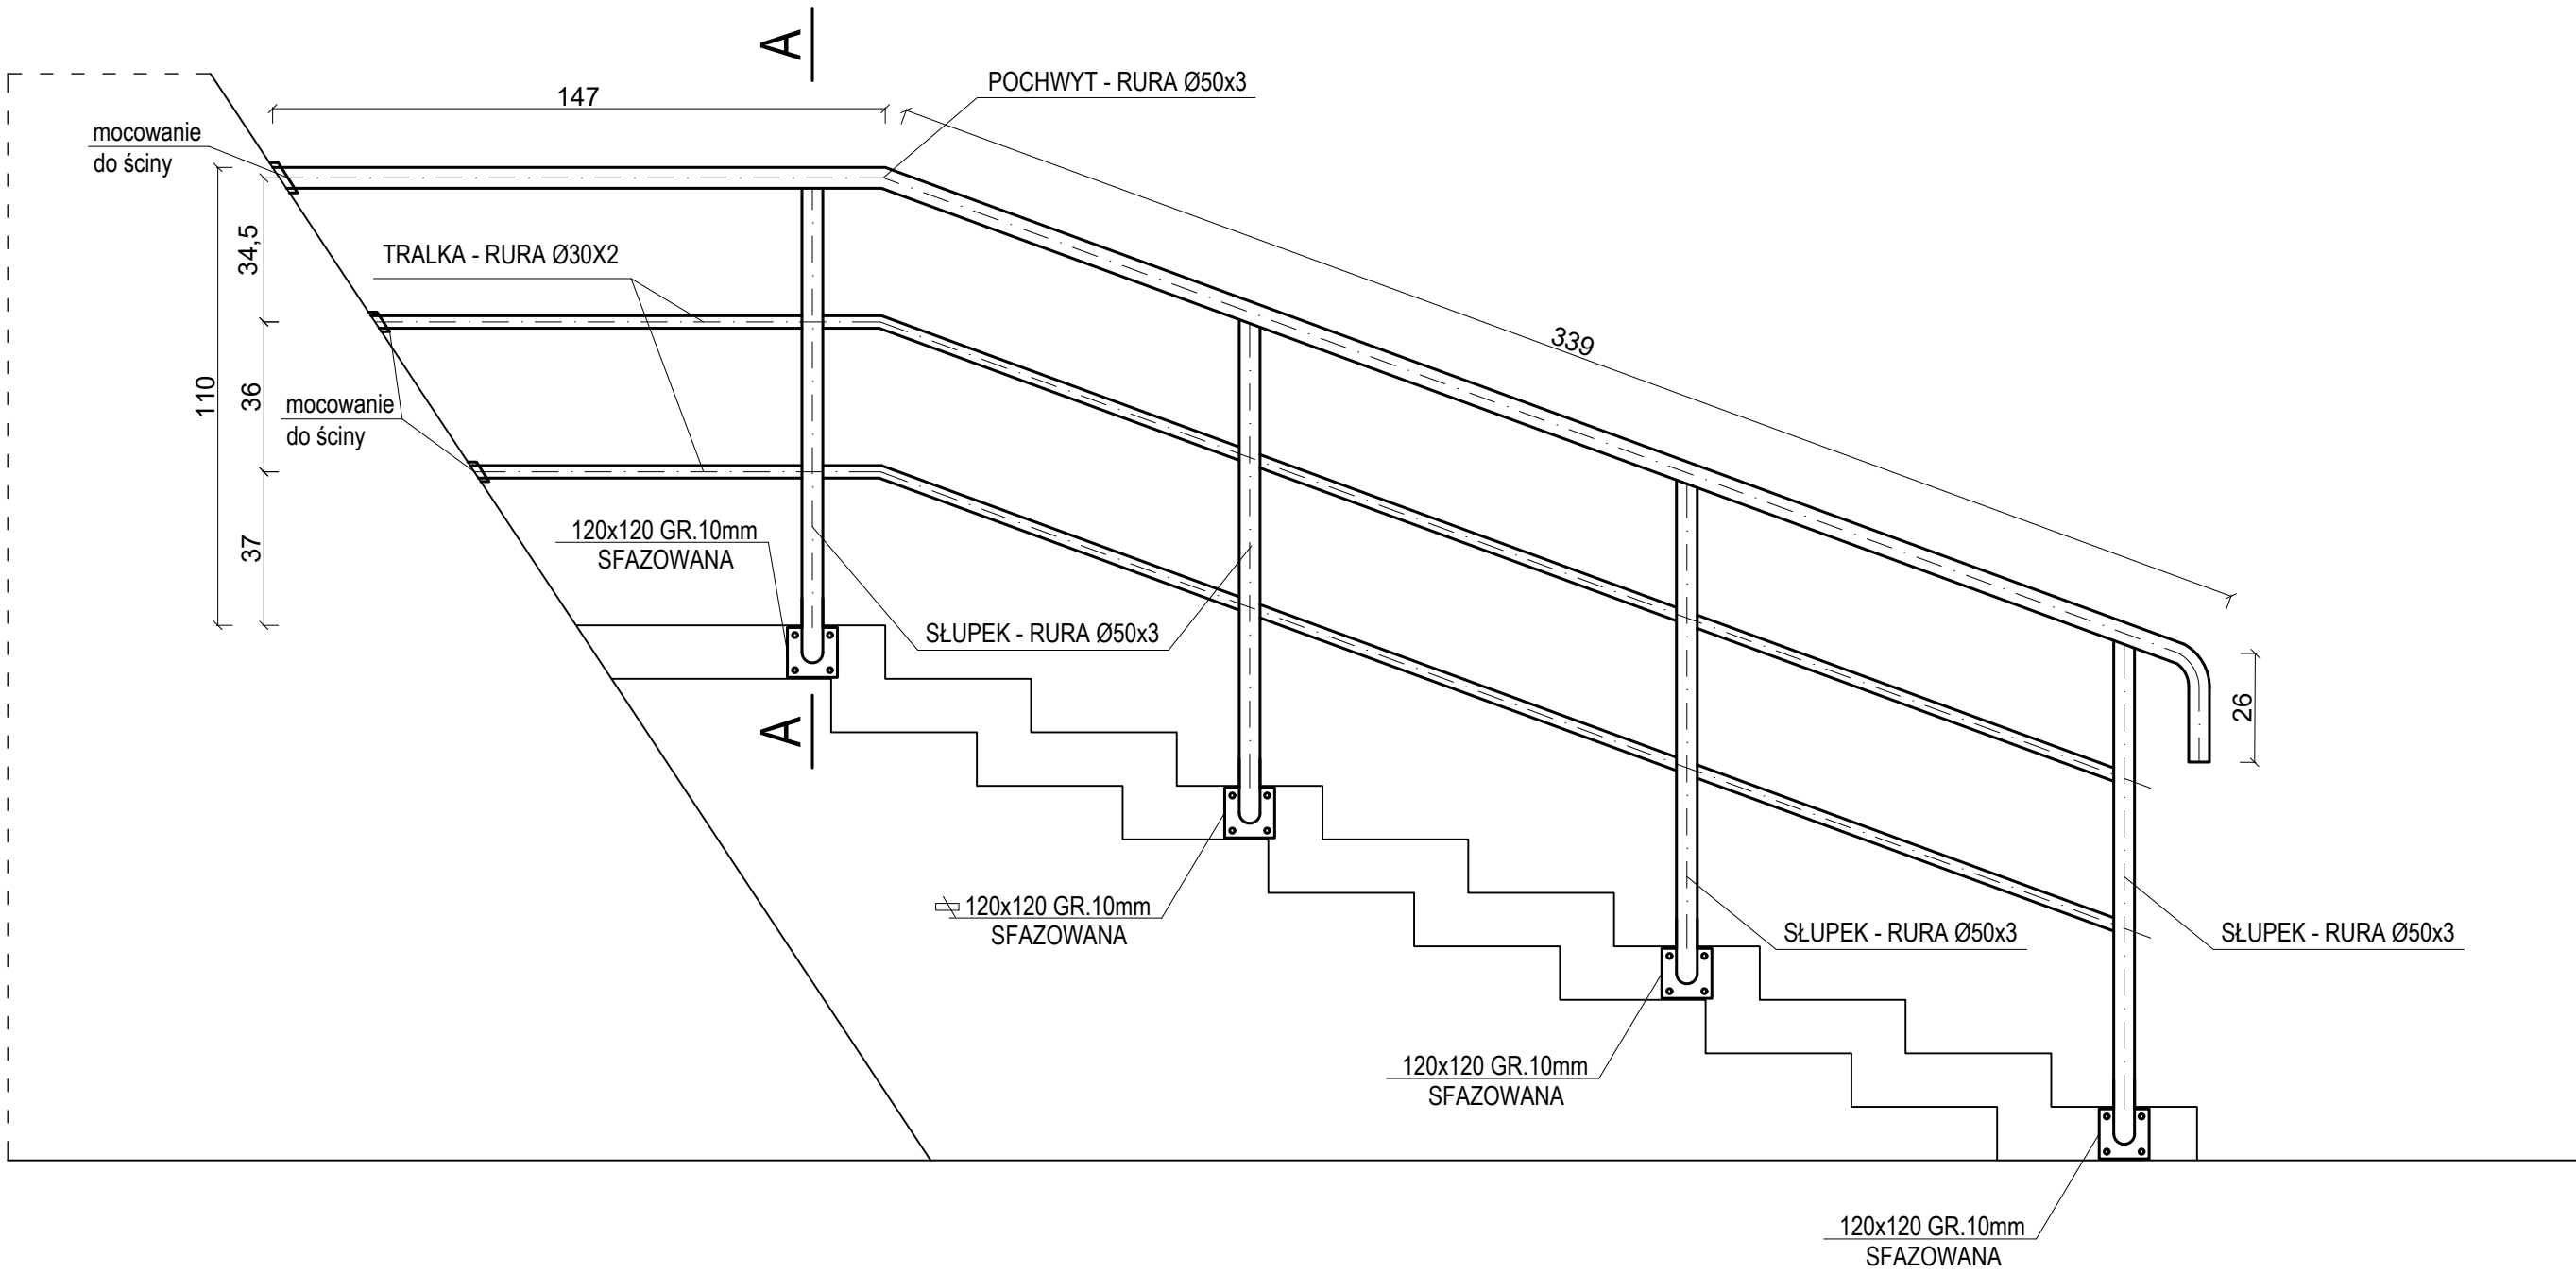 A
POCHWYT - RURA Ø50x3
147
mocowanie
do ściny
34,5
TRALKA - RURA Ø30X2
339
110
36
mocowanie
do ściny
37
120x120 GR.10mm
SFAZOWANA
SŁUPEK - RURA Ø50x3
A
26
120x120 GR.10mm
SFAZOWANA
SŁUPEK - RURA Ø50x3
SŁUPEK - RURA Ø50x3
120x120 GR.10mm
SFAZOWANA
120x120 GR.10mm
SFAZOWANA